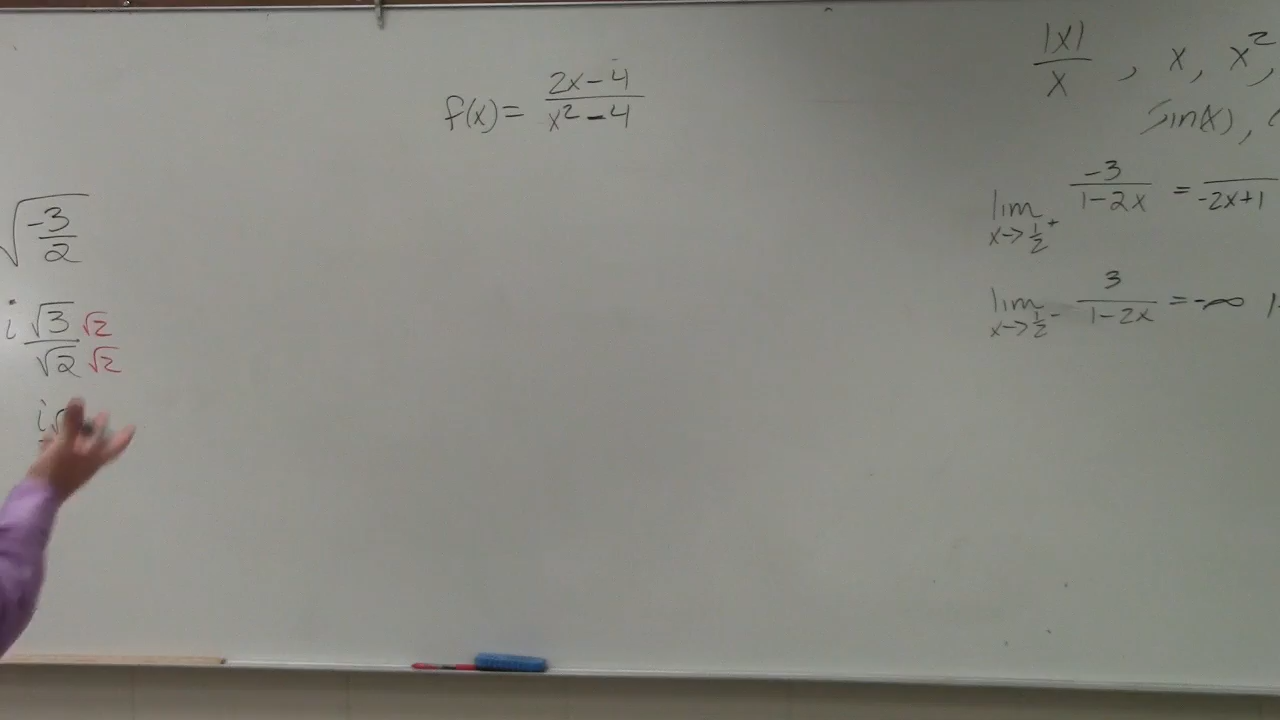 f(x) = (2x-4)/(x²-4)
√(-3/2)
i √3 √2 / √2 √2
i√
|x|/x , x, x²,
sin(x),
lim x→1/2⁺ -3/(1-2x) = /(-2x+1)
lim x→1/2⁻ 3/(1-2x) = -∞